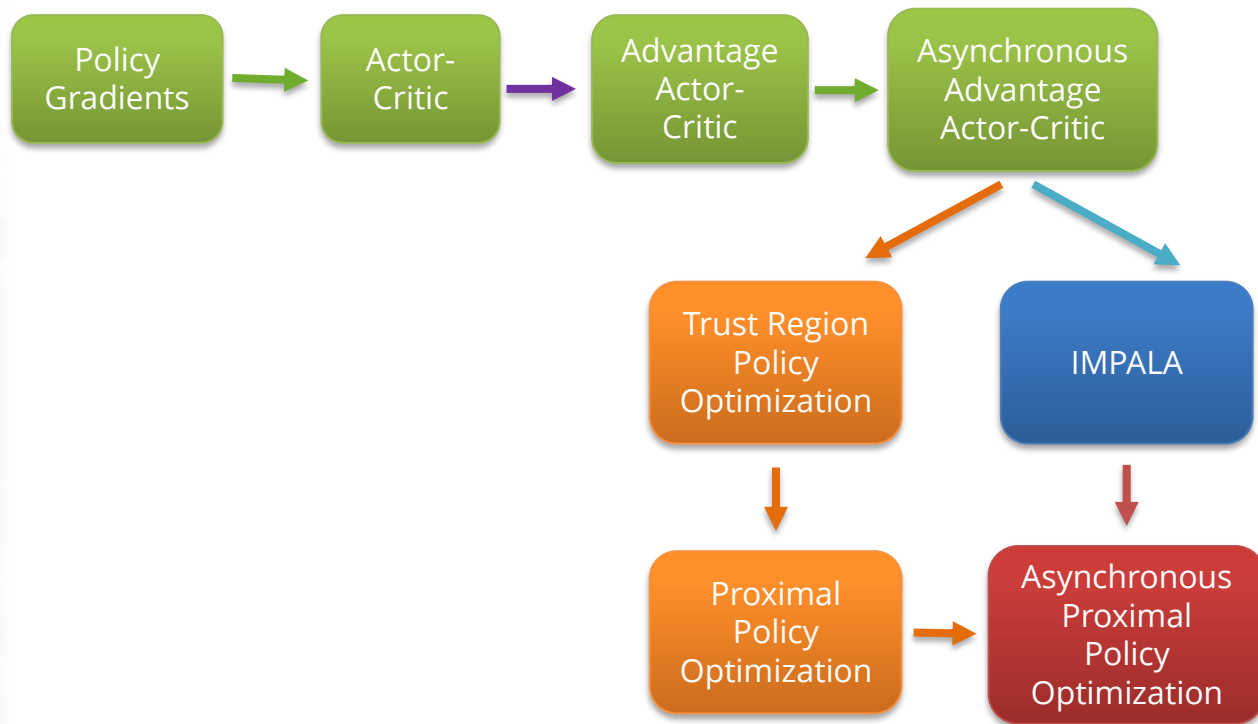 Policy
Gradients
Actor-
Critic
Advantage
Actor-
Critic
Asynchronous
Advantage
Actor-Critic
Trust Region
Policy
Optimization
IMPALA
Proximal
Policy
Optimization
Asynchronous
Proximal
Policy
Optimization